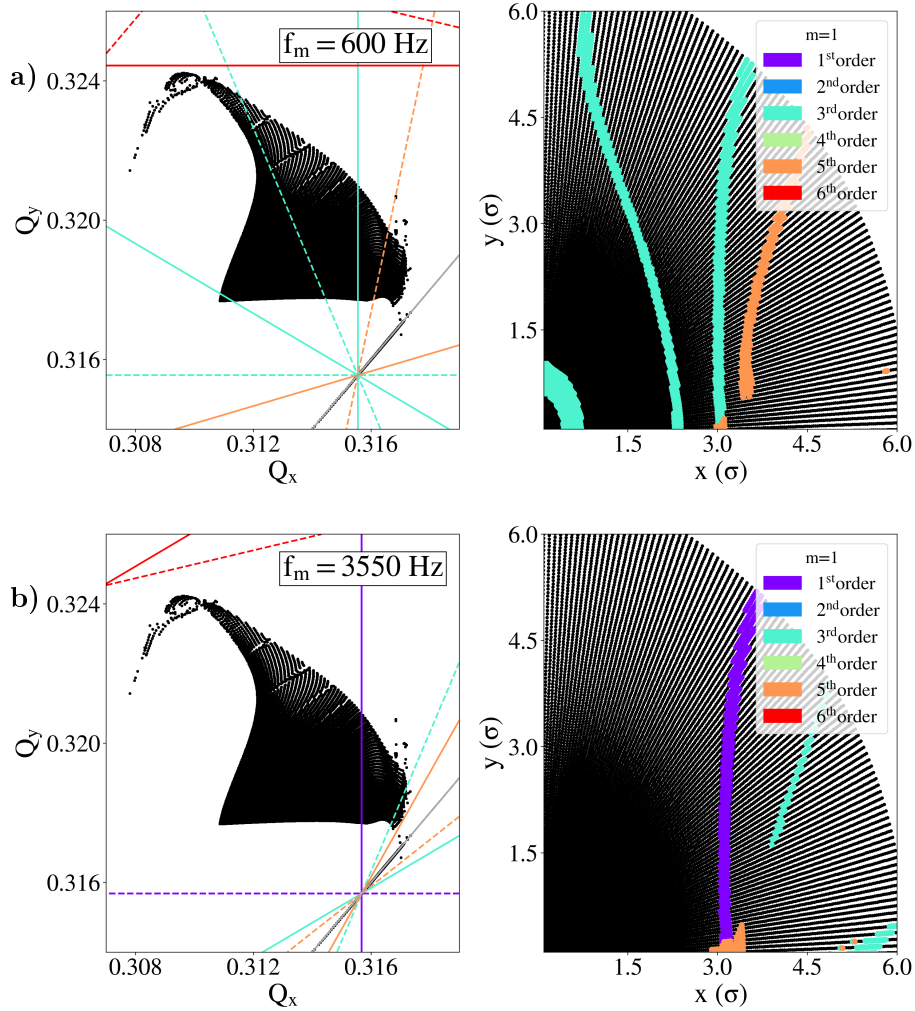 a)
f_m = 600 Hz
0.324
0.320
0.316
Q_y
0.308
0.312
0.316
Q_x
6.0
4.5
3.0
1.5
y (σ)
1.5
3.0
4.5
6.0
x (σ)
m=1
1st order
2nd order
3rd order
4th order
5th order
6th order
b)
f_m = 3550 Hz
0.324
0.320
0.316
Q_y
0.308
0.312
0.316
Q_x
6.0
4.5
3.0
1.5
y (σ)
1.5
3.0
4.5
6.0
x (σ)
m=1
1st order
2nd order
3rd order
4th order
5th order
6th order